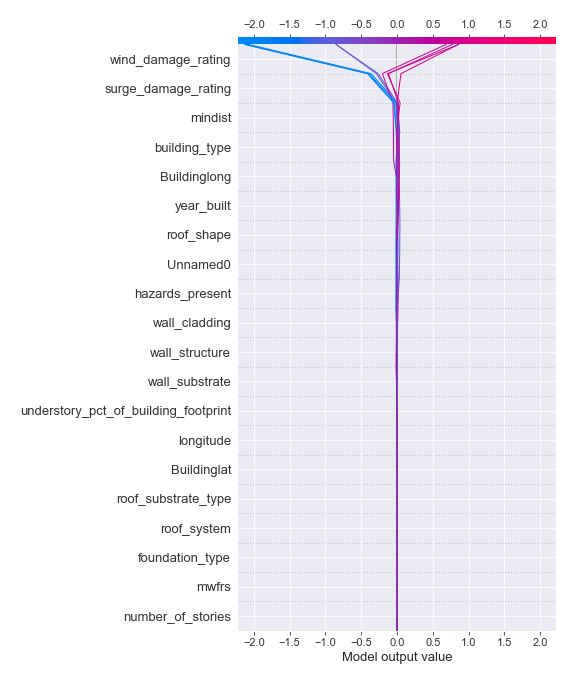 −2.0 −1.5 −1.0 −0.5 0.0 0.5 1.0 1.5 2.0
wind_damage_rating
surge_damage_rating
mindist
building_type
Buildinglong
year_built
roof_shape
Unnamed0
hazards_present
wall_cladding
wall_structure
wall_substrate
understory_pct_of_building_footprint
longitude
Buildinglat
roof_substrate_type
roof_system
foundation_type
mwfrs
number_of_stories
−2.0 −1.5 −1.0 −0.5 0.0 0.5 1.0 1.5 2.0
Model output value